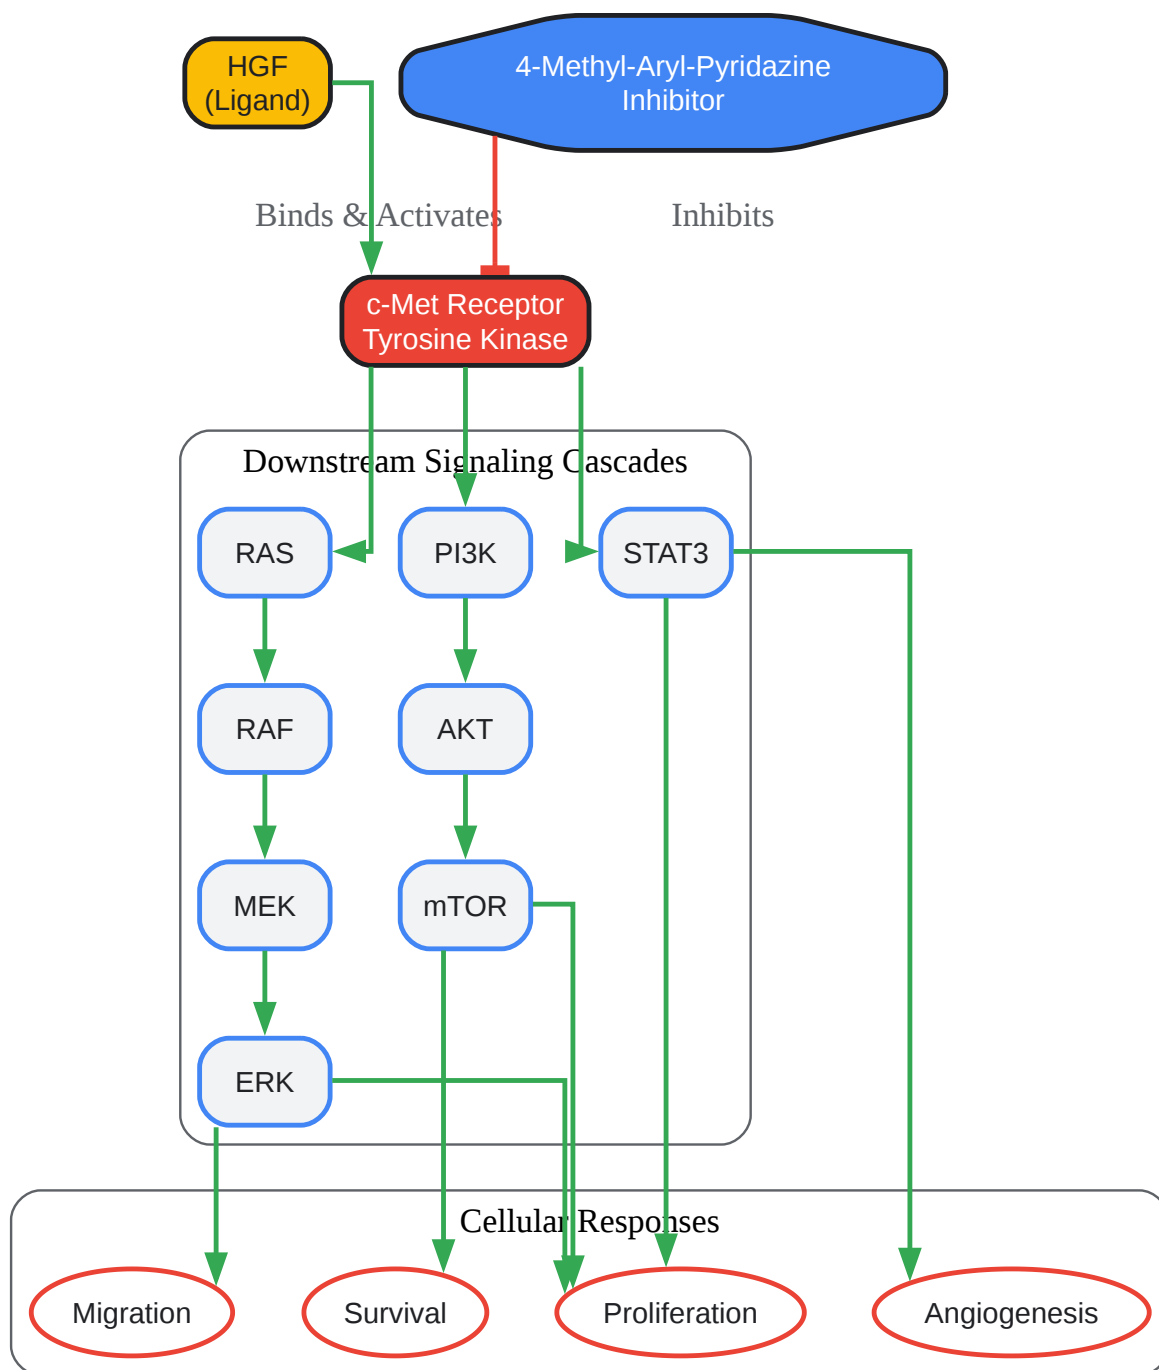 HGF
(Ligand)
4-Methyl-Aryl-Pyridazine
Inhibitor
Binds & Activates
Inhibits
c-Met Receptor
Tyrosine Kinase
Downstream Signaling Cascades
RAS
PI3K
STAT3
RAF
AKT
MEK
mTOR
ERK
Cellular Responses
Migration
Survival
Proliferation
Angiogenesis